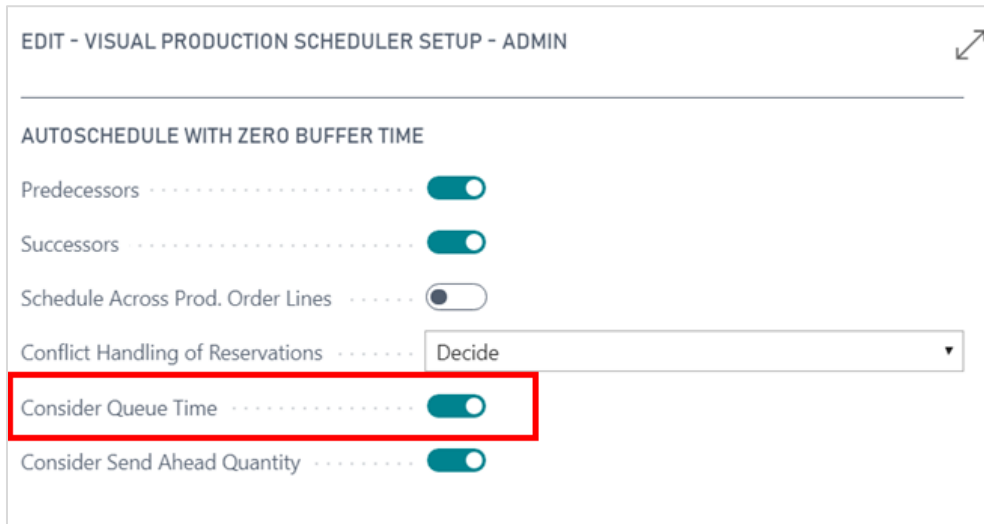 EDIT - VISUAL PRODUCTION SCHEDULER SETUP - ADMIN
AUTOSCHEDULE WITH ZERO BUFFER TIME
Predecessors
Successors
Schedule Across Prod. Order Lines
Conflict Handling of Reservations Decide
Consider Queue Time
Consider Send Ahead Quantity